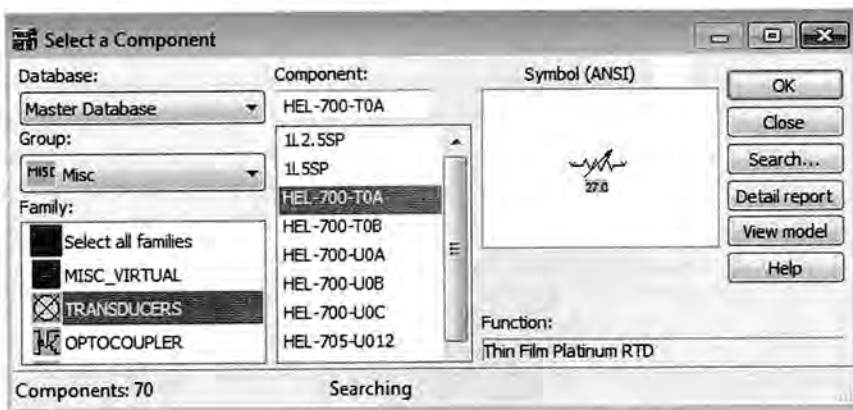 Select a Component
Database:
Master Database
Group:
MISC Misc
Family:
Select all families
MISC_VIRTUAL
TRANSDUCERS
OPTOCOUPLER
Component:
HEL-700-T0A
1L2.5SP
1L5SP
HEL-700-T0A
HEL-700-T0B
HEL-700-U0A
HEL-700-U0B
HEL-700-U0C
HEL-705-U012
Symbol (ANSI)
27.0
Function:
Thin Film Platinum RTD
OK
Close
Search...
Detail report
View model
Help
Components: 70
Searching